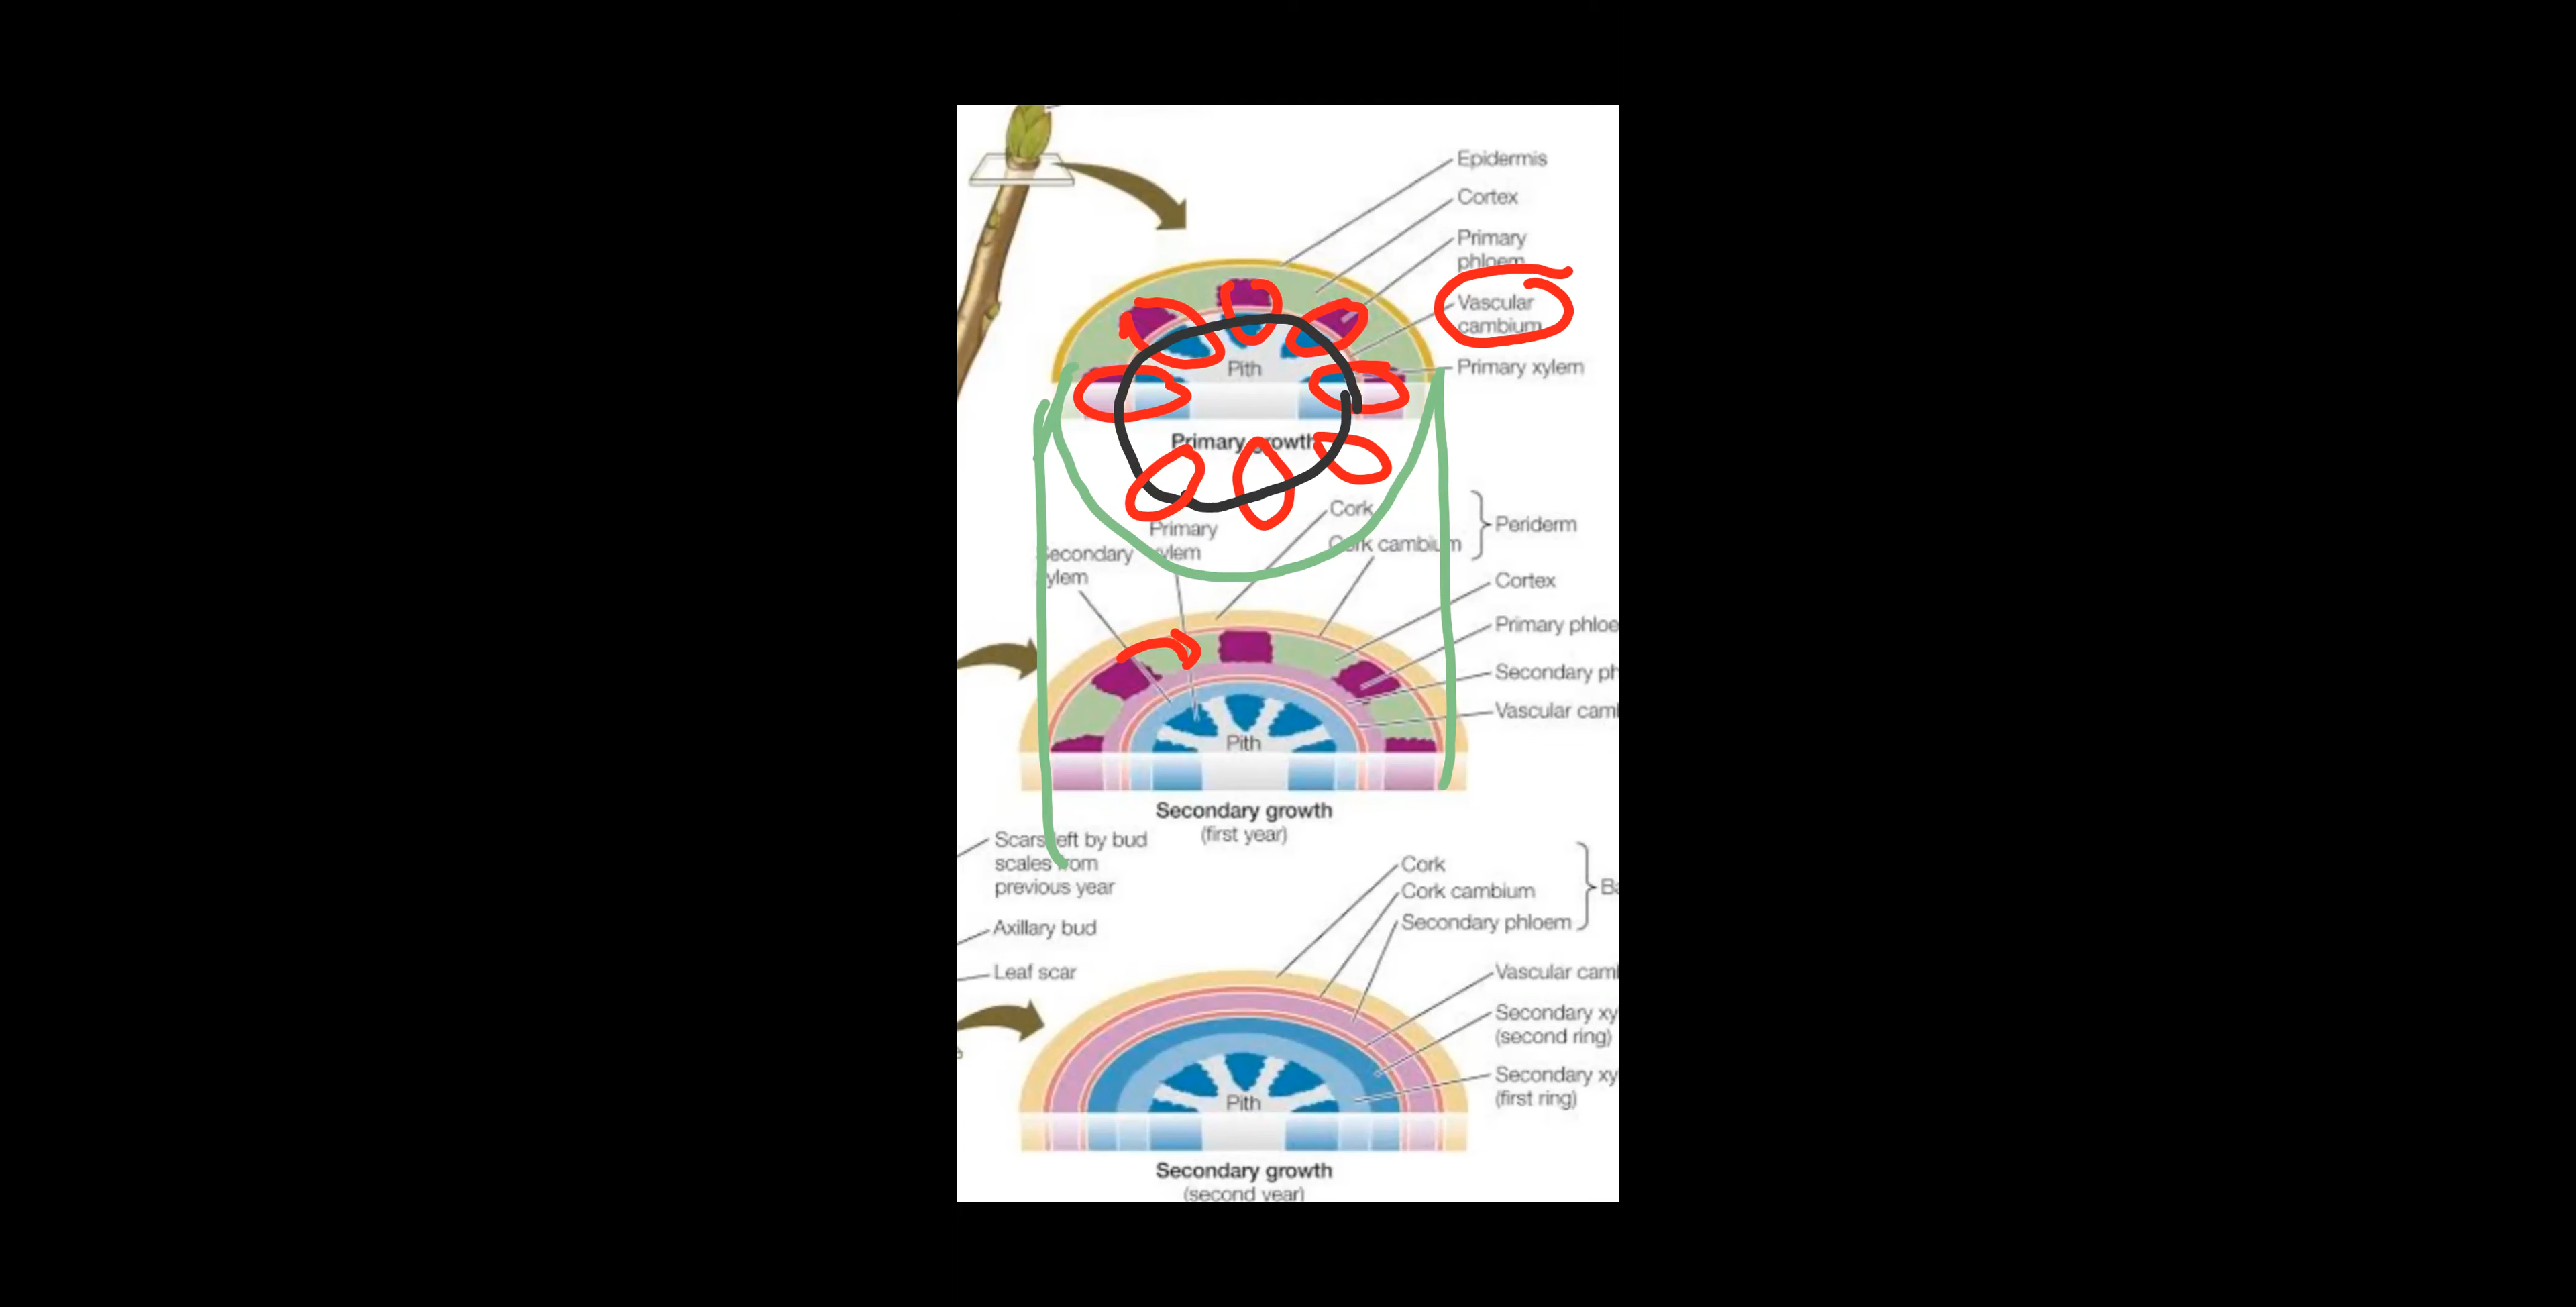 Epidermis
Cortex
Primary
phloem
Vascular
cambium
Primary xylem
Pith
Primary growth
Cork
Periderm
Cork cambium
Primary
xylem
Secondary
xylem
Cortex
Primary phloe
Secondary ph
Vascular cam
Pith
Secondary growth
(first year)
Scars left by bud
scales from
previous year
Axillary bud
Leaf scar
Cork
Cork cambium
Secondary phloem
Ba
Vascular cam
Secondary xy
(second ring)
Secondary xy
(first ring)
Pith
Secondary growth
(second year)